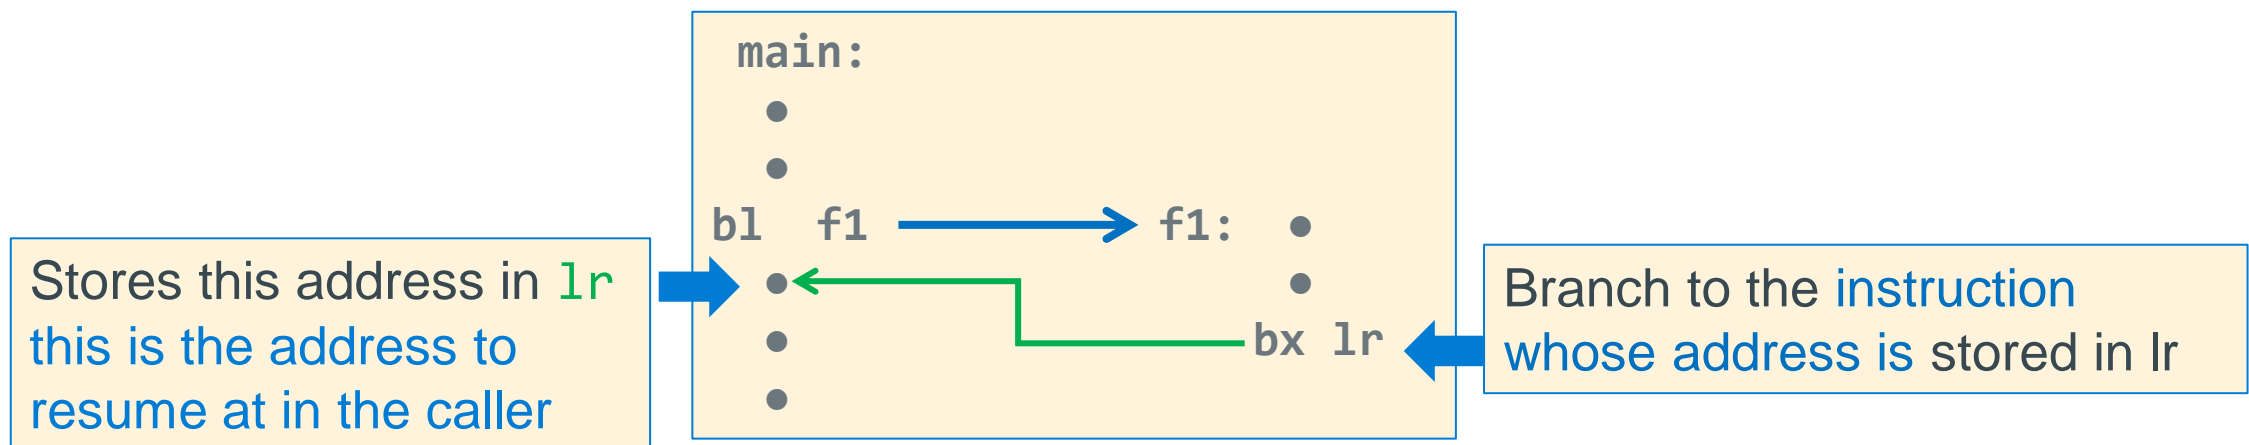 main:
bl f1
f1:
bx lr
Stores this address in lr
this is the address to
resume at in the caller
Branch to the instruction
whose address is stored in lr